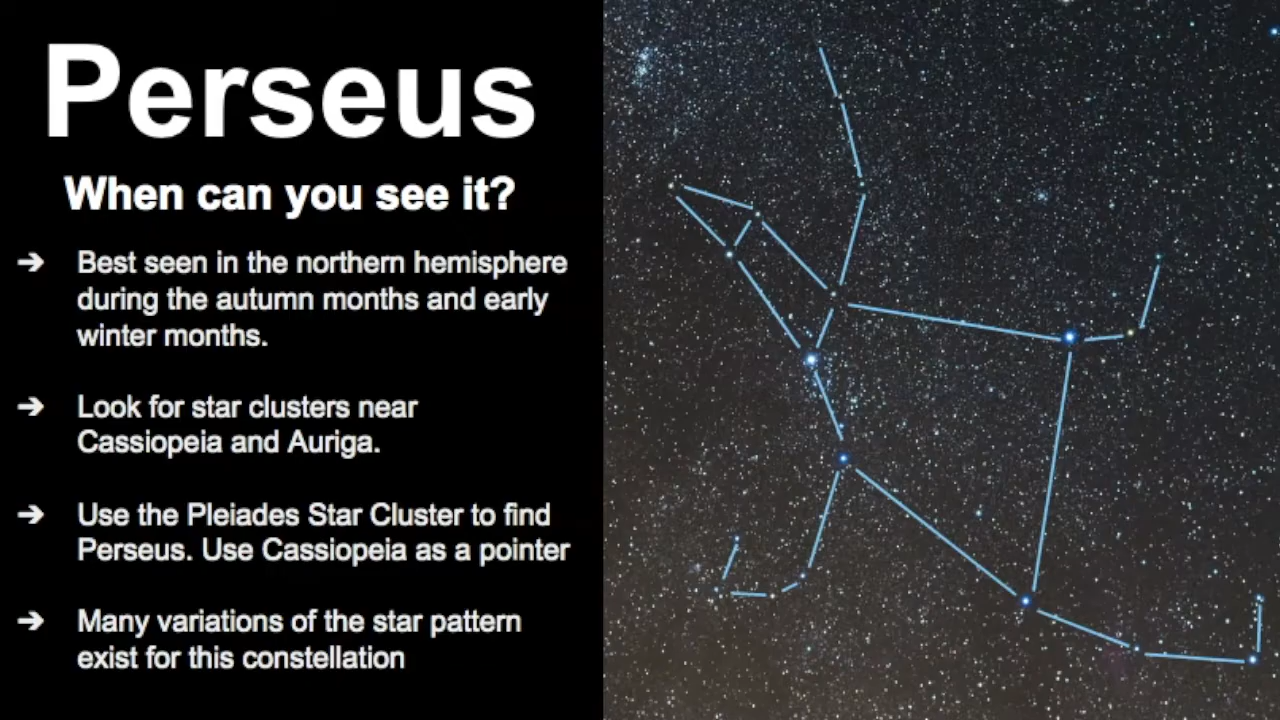 Perseus
When can you see it?
➔ Best seen in the northern hemisphere
during the autumn months and early
winter months.
➔ Look for star clusters near
Cassiopeia and Auriga.
➔ Use the Pleiades Star Cluster to find
Perseus. Use Cassiopeia as a pointer
➔ Many variations of the star pattern
exist for this constellation